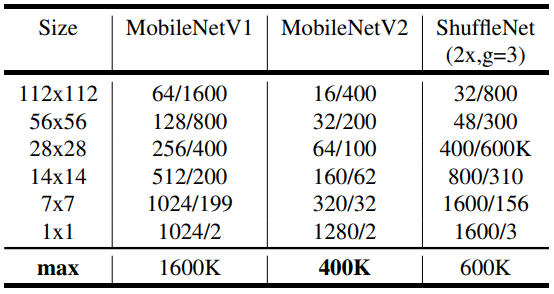 Size MobileNetV1 MobileNetV2 ShuffleNet
(2x,g=3)
112x112 64/1600 16/400 32/800
56x56 128/800 32/200 48/300
28x28 256/400 64/100 400/600K
14x14 512/200 160/62 800/310
7x7 1024/199 320/32 1600/156
1x1 1024/2 1280/2 1600/3
max 1600K 400K 600K